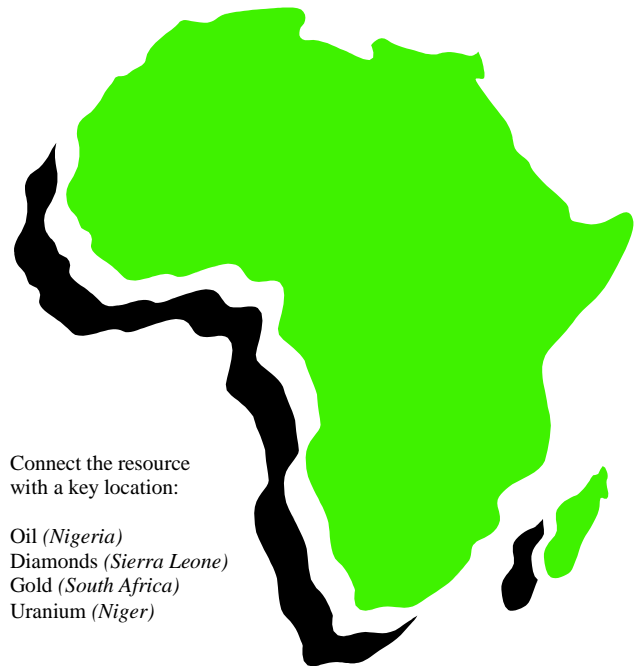 Connect the resource
with a key location:
Oil (Nigeria)
Diamonds (Sierra Leone)
Gold (South Africa)
Uranium (Niger)